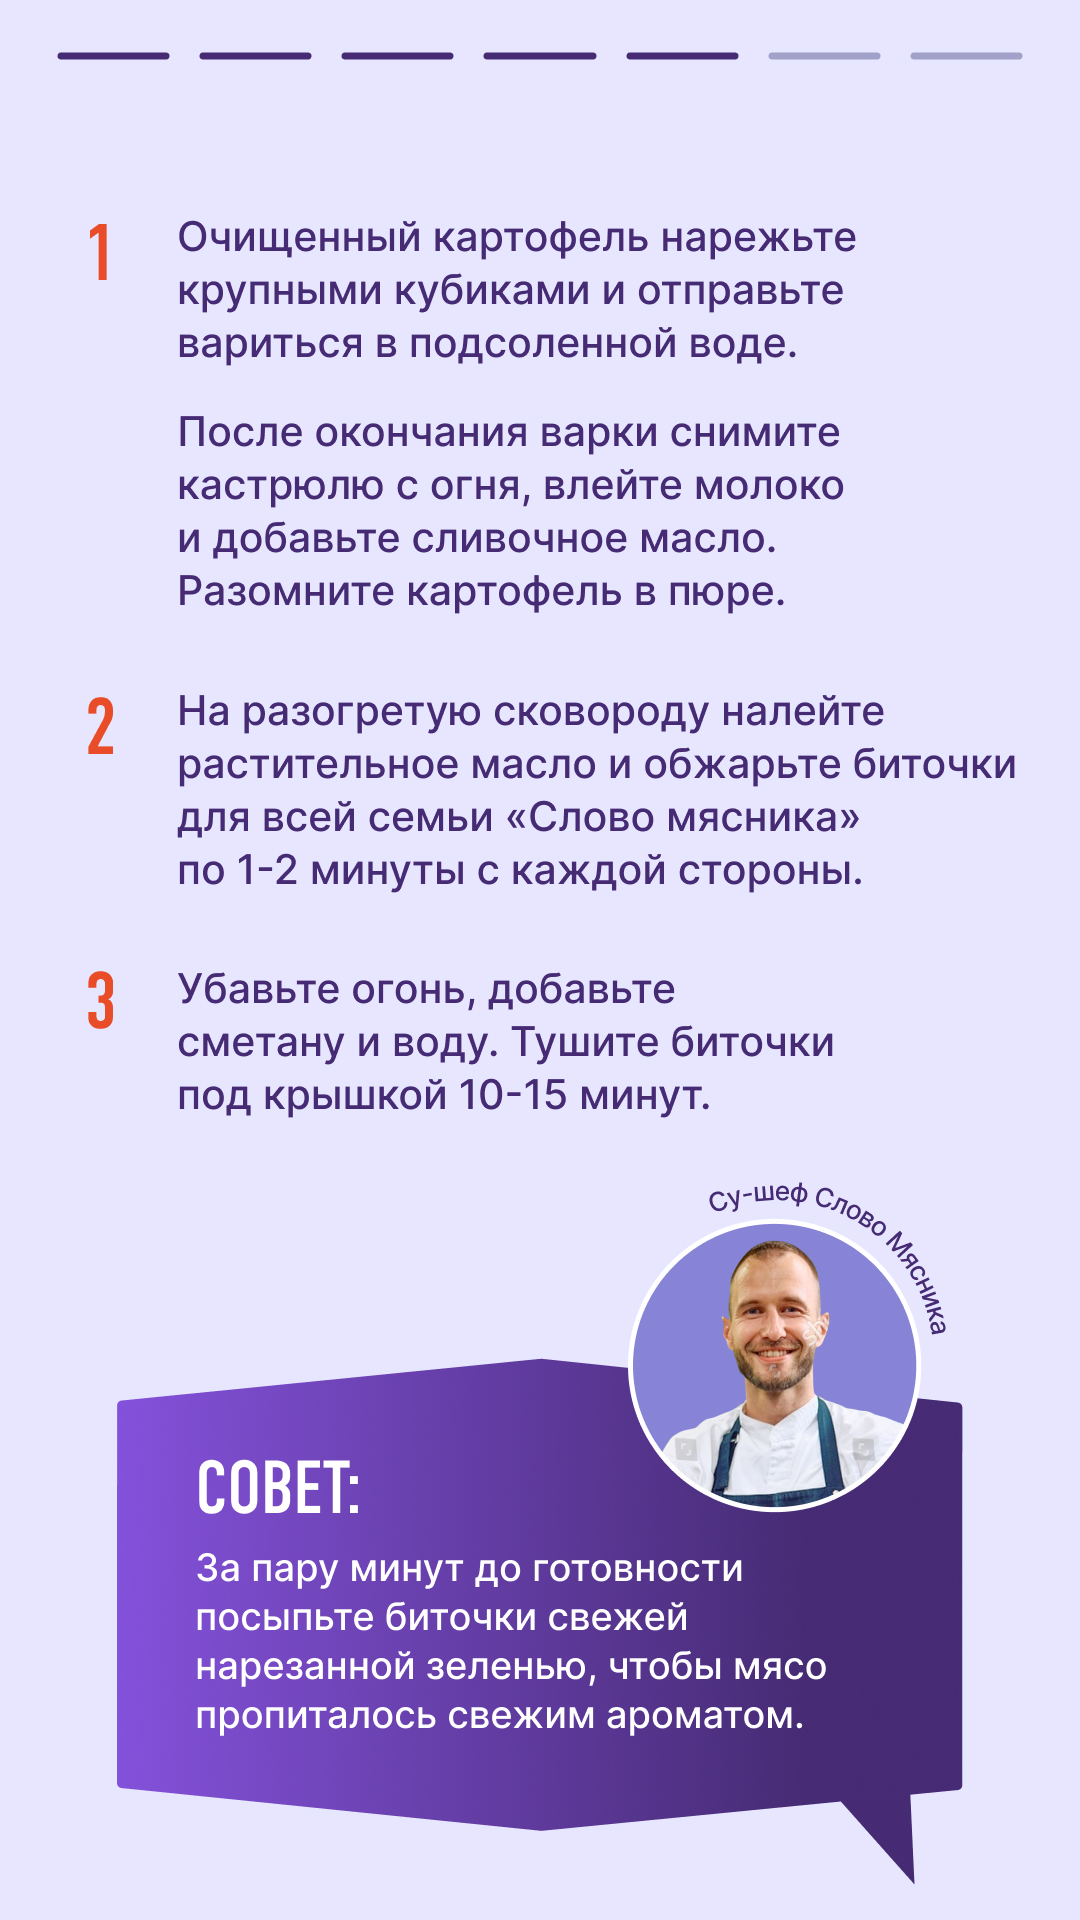 1
Очищенный картофель нарежьте
крупными кубиками и отправьте
вариться в подсоленной воде.
После окончания варки снимите
кастрюлю с огня, влейте молоко
и добавьте сливочное масло.
Разомните картофель в пюре.
2
На разогретую сковороду налейте
растительное масло и обжарьте биточки
для всей семьи «Слово мясника»
по 1-2 минуты с каждой стороны.
3
Убавьте огонь, добавьте
сметану и воду. Тушите биточки
под крышкой 10-15 минут.
Су-шеф Слово Мясника
СОВЕТ:
За пару минут до готовности
посыпьте биточки свежей
нарезанной зеленью, чтобы мясо
пропиталось свежим ароматом.